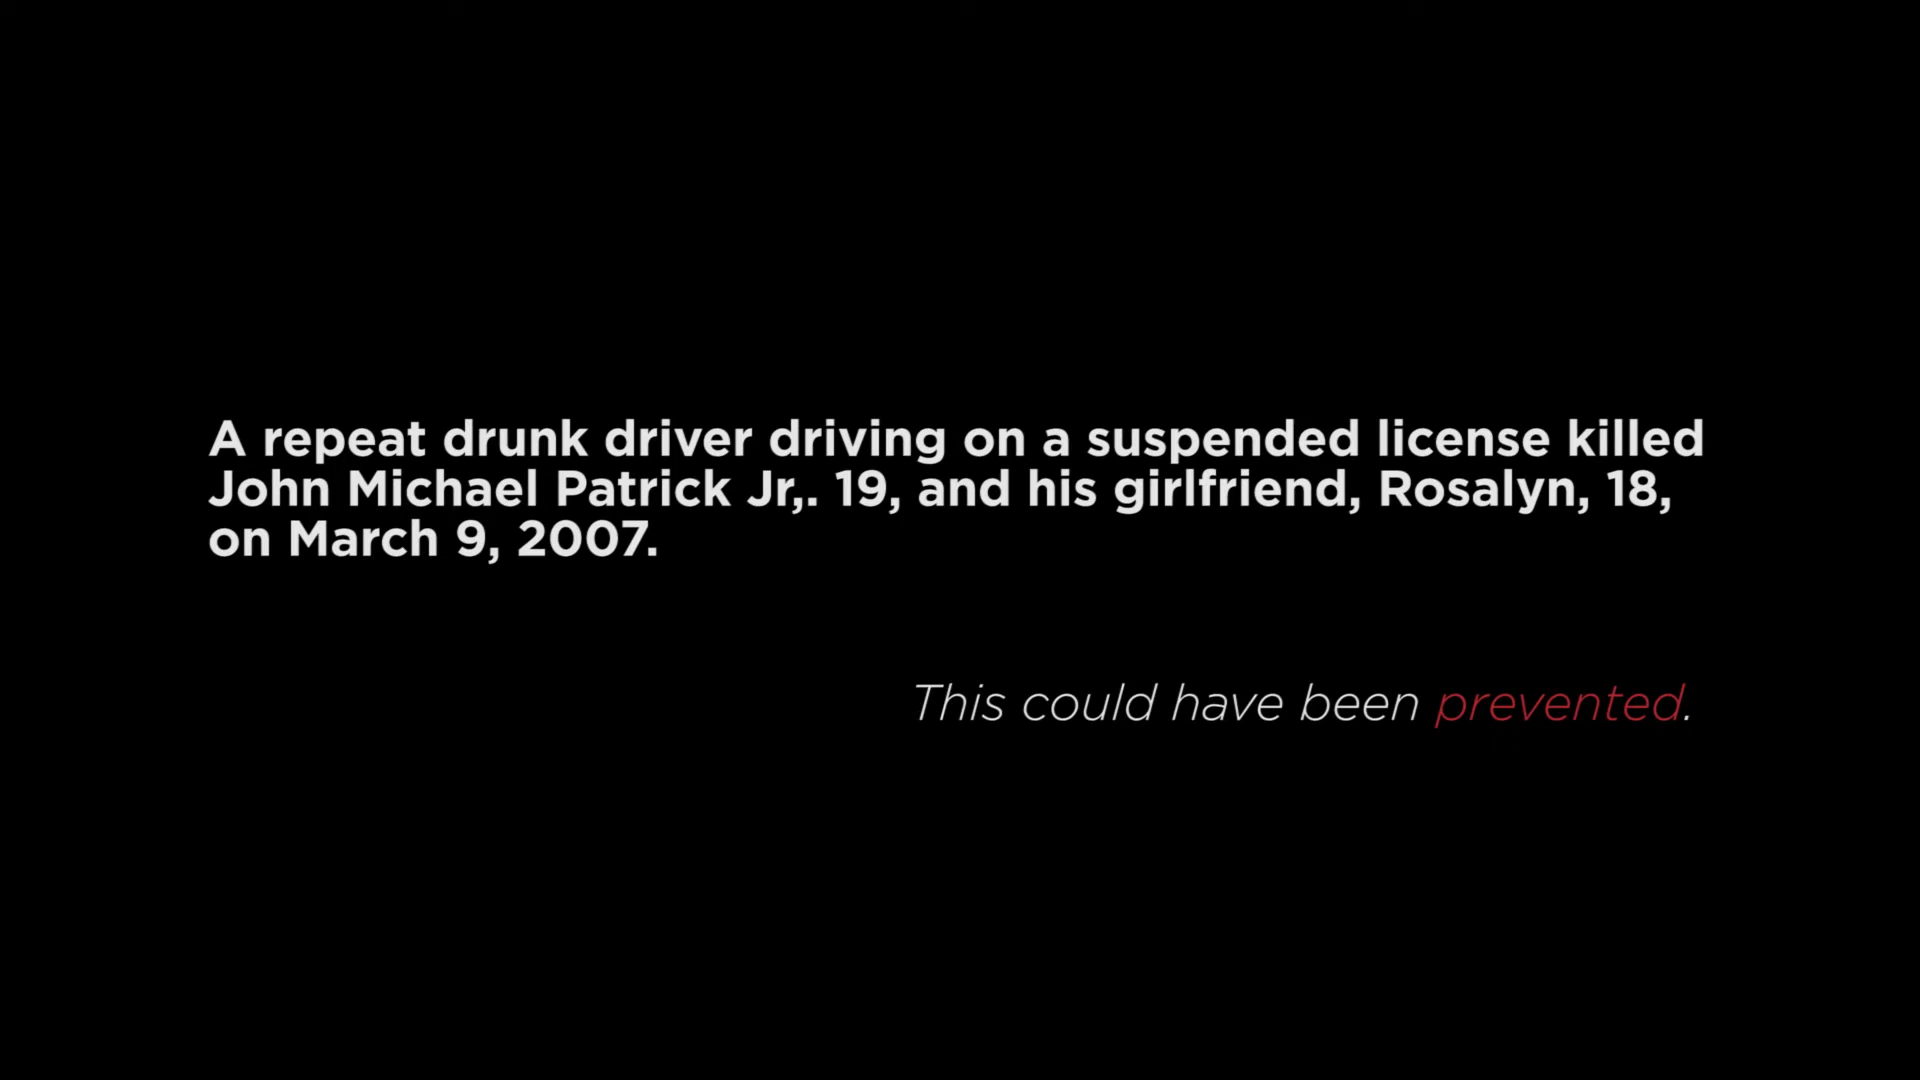 A repeat drunk driver driving on a suspended license killed
John Michael Patrick Jr,. 19, and his girlfriend, Rosalyn, 18,
on March 9, 2007.
This could have been prevented.